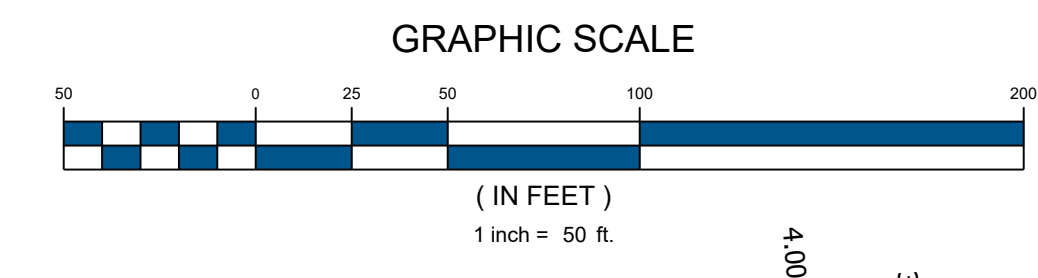 GRAPHIC SCALE
50 0 25 50 100 200
( IN FEET )
1 inch = 50 ft.
4.00